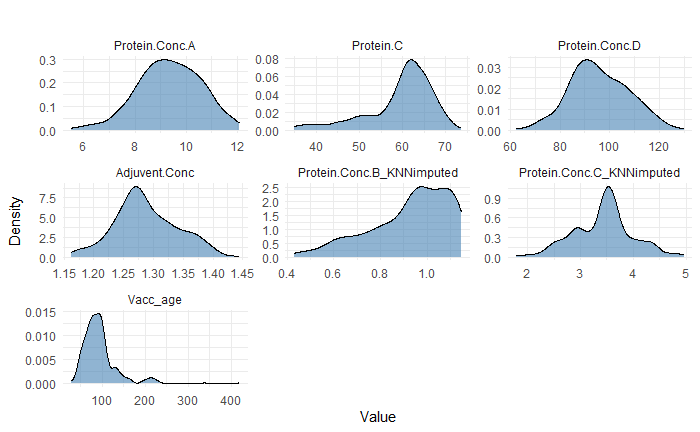 Protein.Conc.A Protein.C Protein.Conc.D
0.3 0.2 0.1 0.0
6 8 10 12
0.08 0.06 0.04 0.02 0.00
40 50 60 70
0.03 0.02 0.01 0.00
60 80 100 120
Adjuvent.Conc Protein.Conc.B_KNNimputed Protein.Conc.C_KNNimputed
7.5 5.0 2.5 0.0
1.15 1.20 1.25 1.30 1.35 1.40 1.45
2.5 2.0 1.5 1.0 0.5 0.0
0.4 0.6 0.8 1.0
0.9 0.6 0.3 0.0
2 3 4 5
Density
Vacc_age
0.015 0.010 0.005 0.000
100 200 300 400
Value